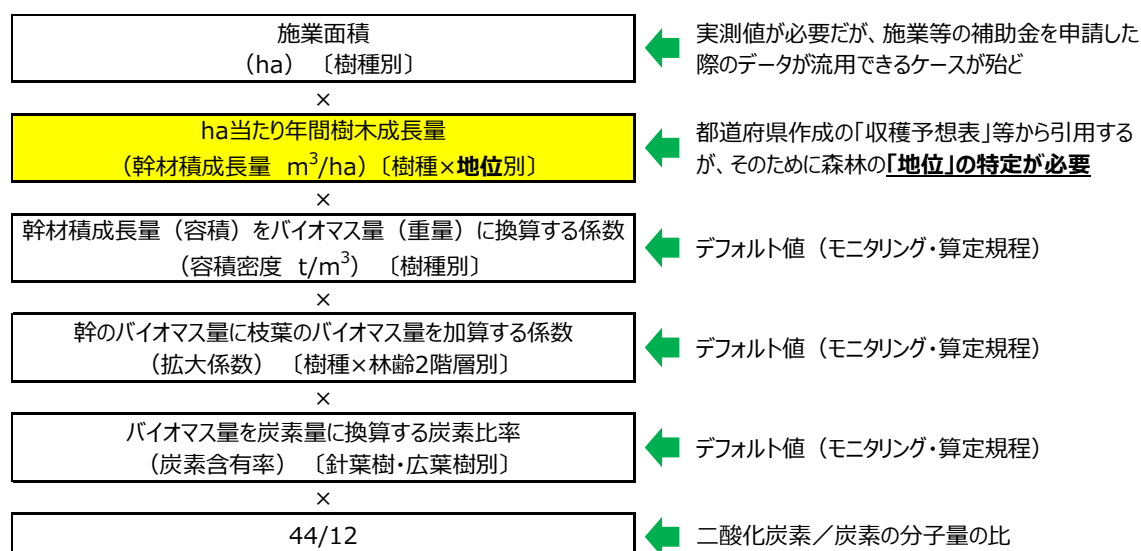 施業面積
（ha）〔樹種別〕
実測値が必要だが、施業等の補助金を申請した
際のデータが流用できるケースが殆ど
×
ha当たり年間樹木成長量
（幹材積成長量 m³/ha）〔樹種×地位別〕
都道府県作成の「収穫予想表」等から引用する
が、そのために森林の「地位」の特定が必要
×
幹材積成長量（容積）をバイオマス量（重量）に換算する係数
（容積密度 t/m³）〔樹種別〕
デフォルト値（モニタリング・算定規程）
×
幹のバイオマス量に枝葉のバイオマス量を加算する係数
（拡大係数）〔樹種×林齢2階層別〕
デフォルト値（モニタリング・算定規程）
×
バイオマス量を炭素量に換算する炭素比率
（炭素含有率）〔針葉樹・広葉樹別〕
デフォルト値（モニタリング・算定規程）
×
44/12
二酸化炭素／炭素の分子量の比